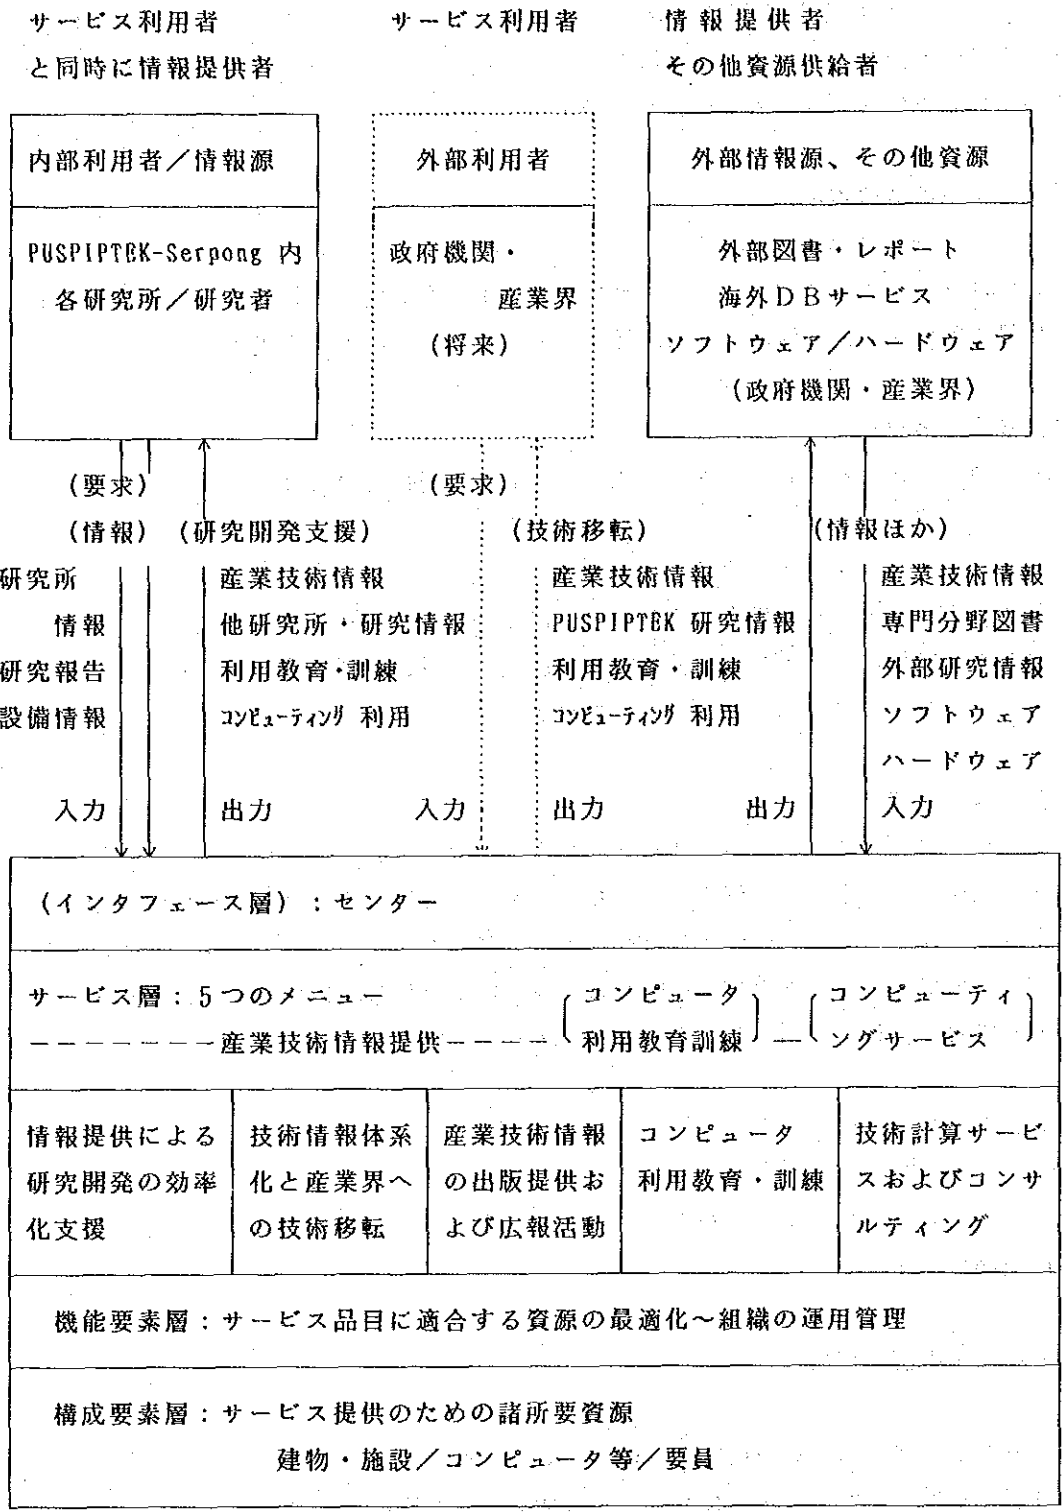 サービス利用者
と同時に情報提供者
サービス利用者
情報提供者
その他資源供給者
内部利用者/情報源
PUSPIPTEK-Serpong 内
各研究所/研究者
外部利用者
政府機関・
産業界
(将来)
外部情報源、その他資源
外部図書・レポート
海外DBサービス
ソフトウェア/ハードウェア
(政府機関・産業界)
(要求)
(情報)
研究所
情報
研究報告
設備情報
入力
(研究開発支援)
産業技術情報
他研究所・研究情報
利用教育・訓練
コンピューティング 利用
出力
(要求)
入力
(技術移転)
産業技術情報
PUSPIPTEK 研究情報
利用教育・訓練
コンピューティング 利用
出力
出力
(情報ほか)
産業技術情報
専門分野図書
外部研究情報
ソフトウェア
ハードウェア
入力
(インタフェース層):センター
サービス層:5つのメニュー
-------産業技術情報提供----
コンピュータ
利用教育訓練
コンピューティ
ングサービス
情報提供による
研究開発の効率
化支援
技術情報体系
化と産業界へ
の技術移転
産業技術情報
の出版提供お
よび広報活動
コンピュータ
利用教育・訓練
技術計算サービ
スおよびコンサ
ルティング
機能要素層:サービス品目に適合する資源の最適化~組織の運用管理
構成要素層:サービス提供のための諸所要資源
建物・施設/コンピュータ等/要員